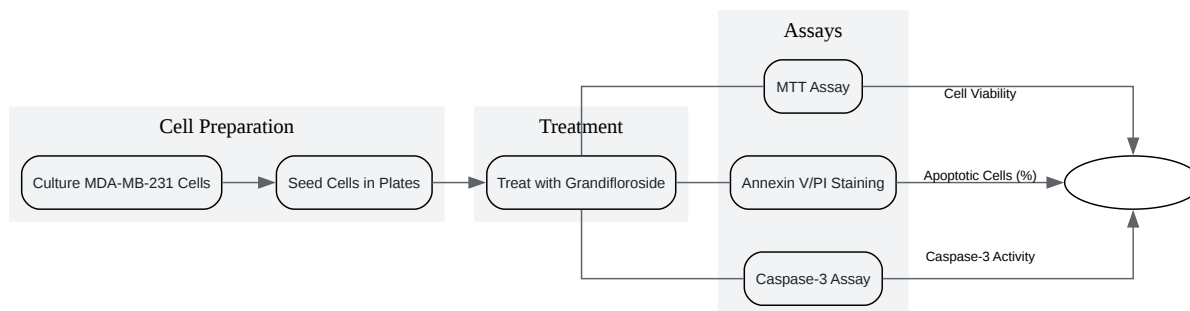 Assays
MTT Assay
Cell Viability
Cell Preparation
Treatment
Culture MDA-MB-231 Cells
Seed Cells in Plates
Treat with Grandifloroside
Annexin V/PI Staining
Apoptotic Cells (%)
Caspase-3 Assay
Caspase-3 Activity